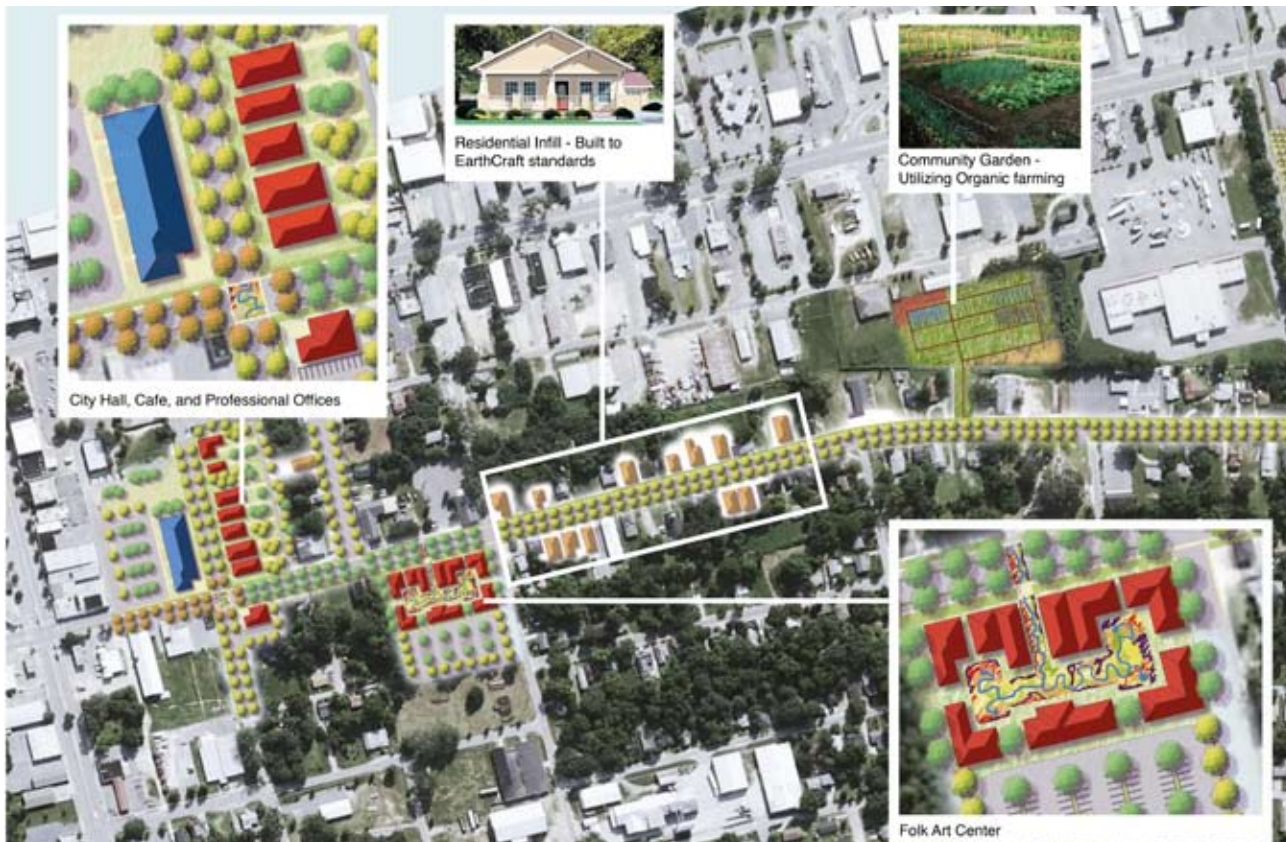 Residential Infill - Built to
EarthCraft standards
Community Garden -
Utilizing Organic farming
City Hall, Cafe, and Professional Offices
Folk Art Center